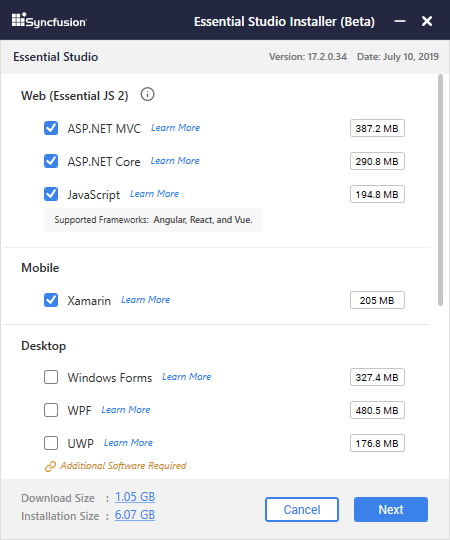 Syncfusion Essential Studio Installer (Beta)
Essential Studio Version: 17.2.0.34 Date: July 10, 2019
Web (Essential JS 2)
ASP.NET MVC Learn More 387.2 MB
ASP.NET Core Learn More 290.8 MB
JavaScript Learn More 194.8 MB
Supported Frameworks: Angular, React, and Vue.
Mobile
Xamarin Learn More 205 MB
Desktop
Windows Forms Learn More 327.4 MB
WPF Learn More 480.5 MB
UWP Learn More 176.8 MB
Additional Software Required
Download Size : 1.05 GB
Installation Size : 6.07 GB
Cancel Next